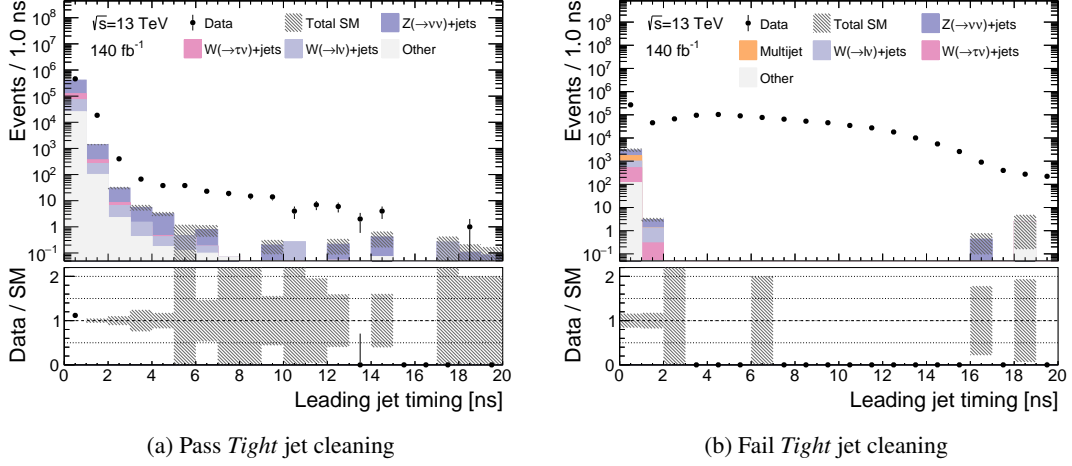 √s=13 TeV
140 fb⁻¹
Data
Total SM
Z(→νν)+jets
W(→τν)+jets
W(→lν)+jets
Other
Events / 1.0 ns
10⁸
10⁷
10⁶
10⁵
10⁴
10³
10²
10
1
10⁻¹
Data / SM
2
1
0
0 2 4 6 8 10 12 14 16 18 20
Leading jet timing [ns]
(a) Pass Tight jet cleaning
√s=13 TeV
140 fb⁻¹
Data
Total SM
Z(→νν)+jets
Multijet
W(→lν)+jets
W(→τν)+jets
Other
Events / 1.0 ns
10⁹
10⁸
10⁷
10⁶
10⁵
10⁴
10³
10²
10
1
10⁻¹
Data / SM
2
1
0
0 2 4 6 8 10 12 14 16 18 20
Leading jet timing [ns]
(b) Fail Tight jet cleaning